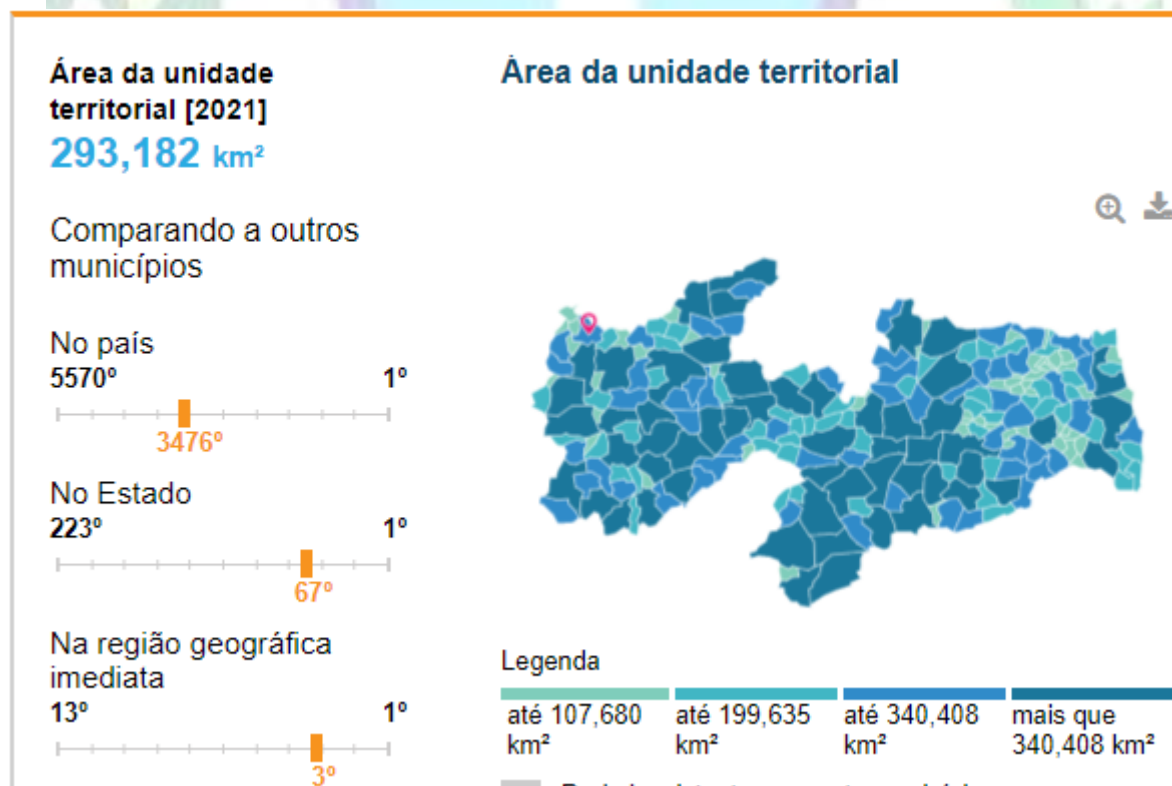 Área da unidade
territorial [2021]
293,182 km²
Comparando a outros
municípios
No país
5570º
1º
3476º
No Estado
223º
1º
67º
Na região geográfica
imediata
13º
1º
3º
Área da unidade territorial
Legenda
até 107,680
km²
até 199,635
km²
até 340,408
km²
mais que
340,408 km²